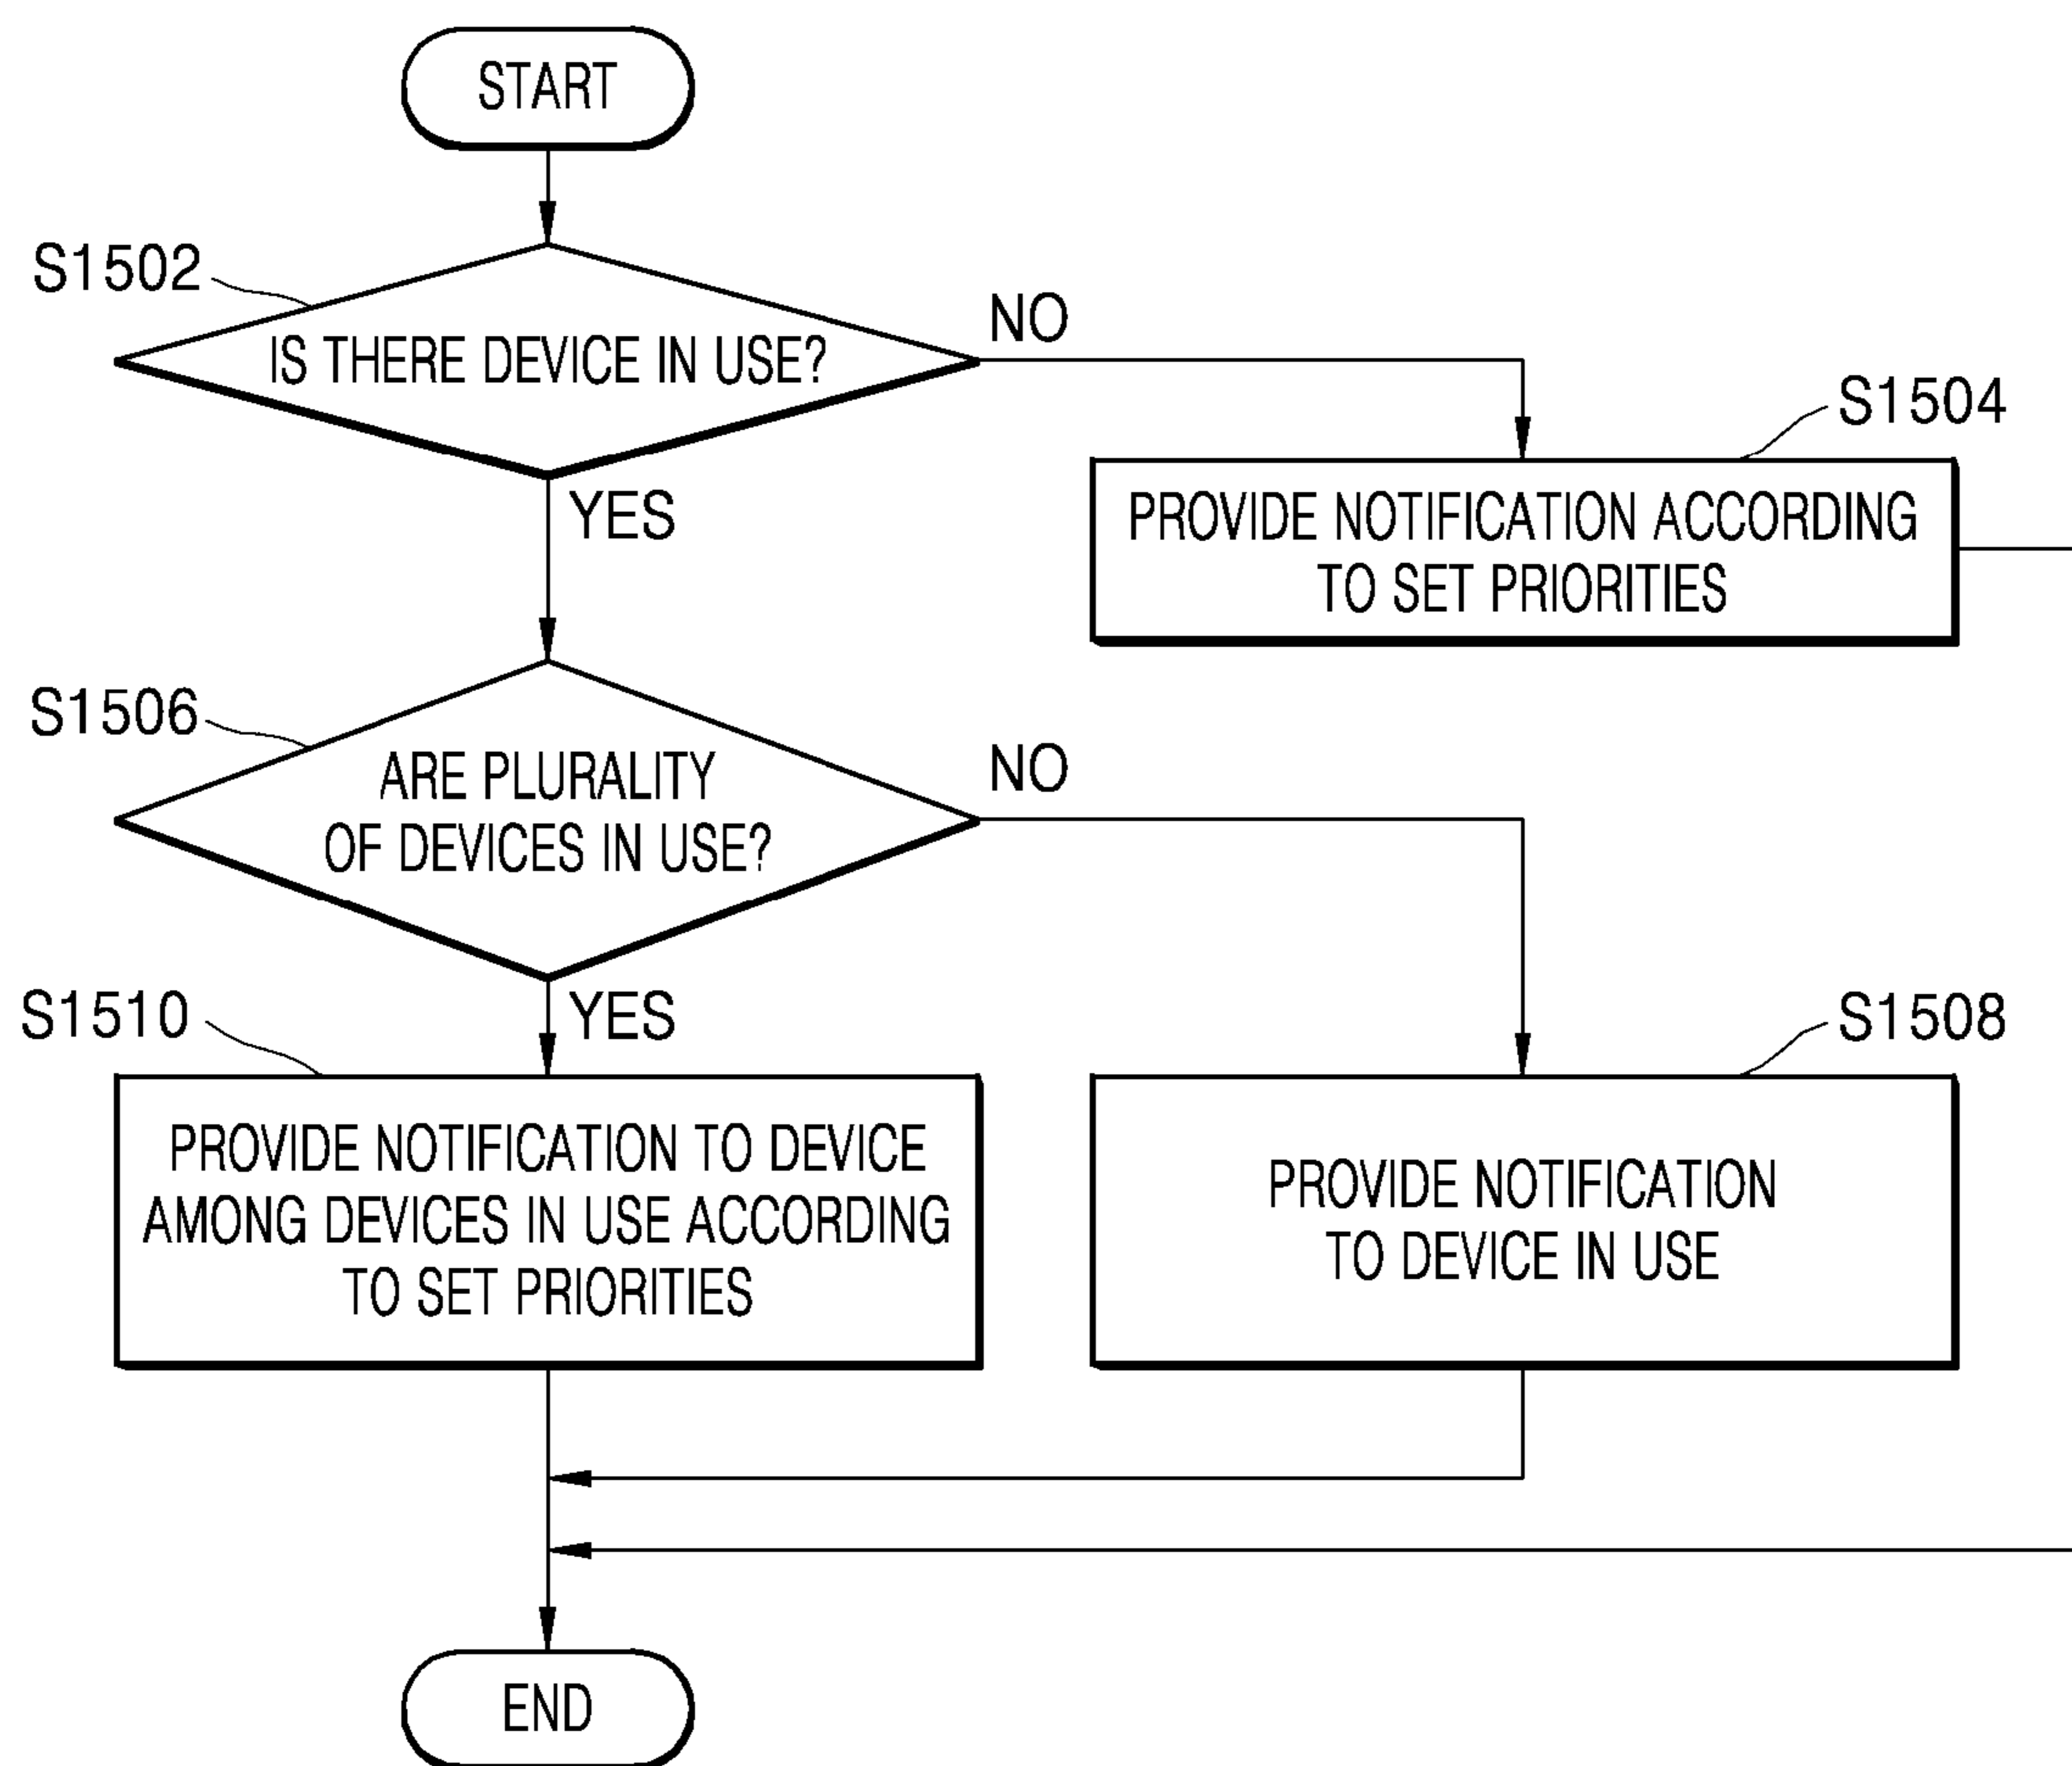 START
S1502
IS THERE DEVICE IN USE?
NO
YES
S1504
PROVIDE NOTIFICATION ACCORDING
TO SET PRIORITIES
S1506
ARE PLURALITY
OF DEVICES IN USE?
NO
YES
S1510
PROVIDE NOTIFICATION TO DEVICE
AMONG DEVICES IN USE ACCORDING
TO SET PRIORITIES
S1508
PROVIDE NOTIFICATION
TO DEVICE IN USE
END